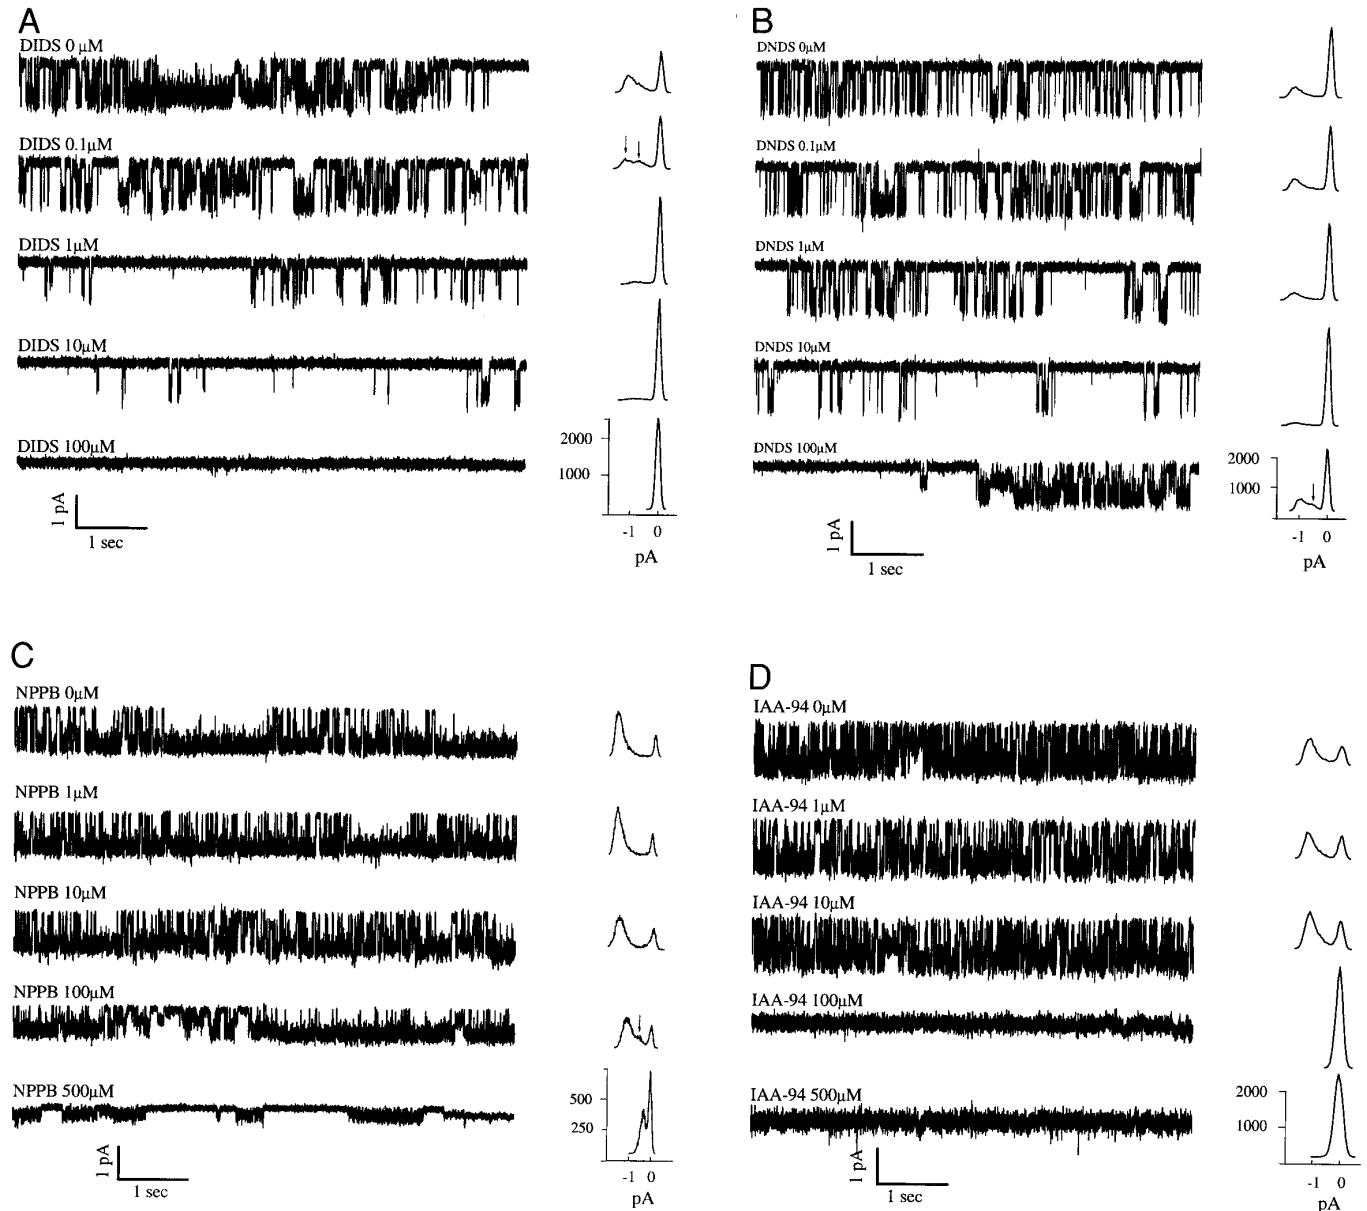 A
DIDS 0 µM
DIDS 0.1µM
DIDS 1µM
DIDS 10µM
DIDS 100µM
2000
1000
-1 0
pA
1 pA
1 sec
B
DNDS 0µM
DNDS 0.1µM
DNDS 1µM
DNDS 10µM
DNDS 100µM
2000
1000
-1 0
pA
1 pA
1 sec
C
NPPB 0µM
NPPB 1µM
NPPB 10µM
NPPB 100µM
NPPB 500µM
500
250
-1 0
pA
1 pA
1 sec
D
IAA-94 0µM
IAA-94 1µM
IAA-94 10µM
IAA-94 100µM
IAA-94 500µM
2000
1000
-1 0
pA
1 pA
1 sec